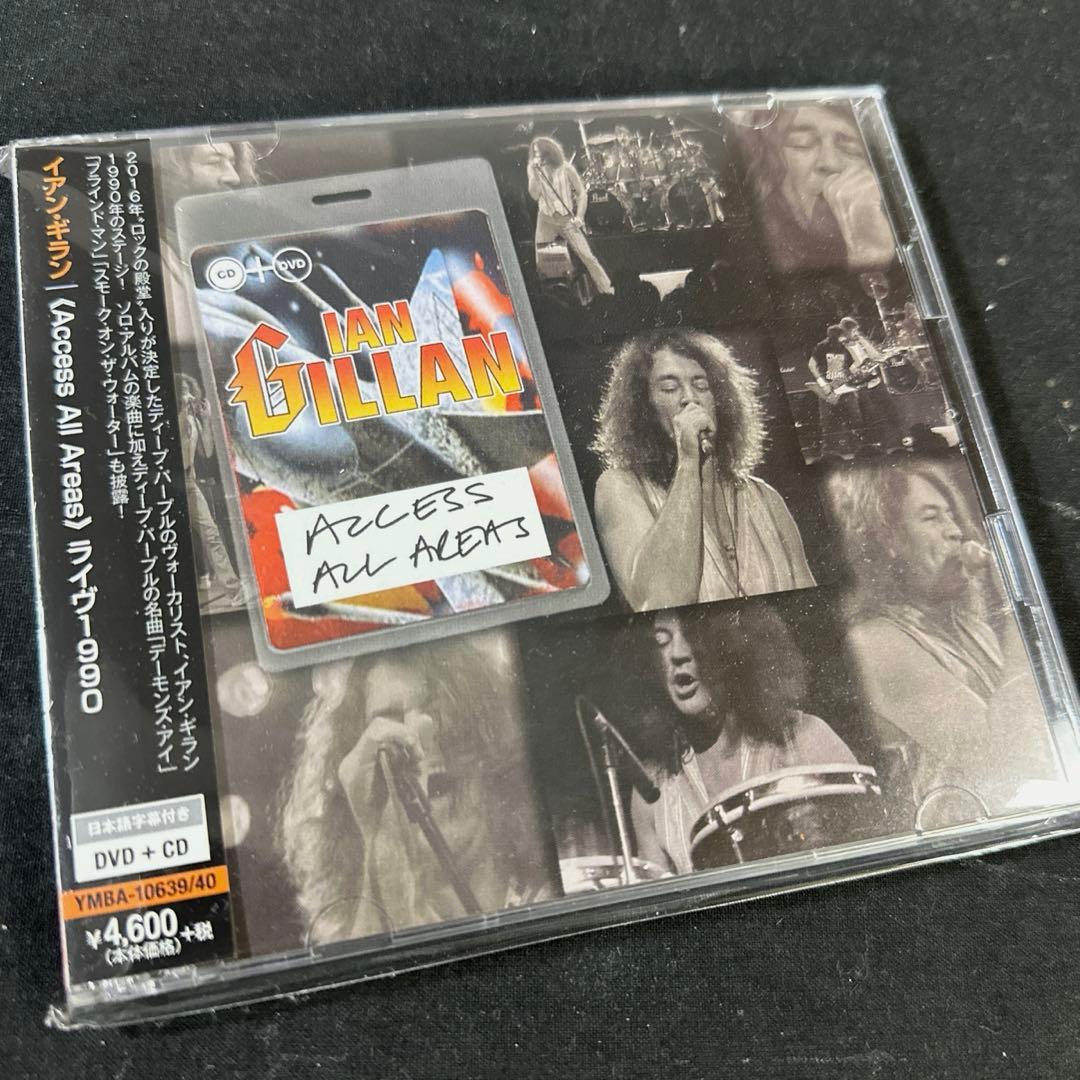 イアン・ギラン｜《Access All Areas》ライヴ1990
2016年“ロックの殿堂”入りが決定したディープ・パープルのヴォーカリスト、イアン・ギラン
1990年のステージ！ ソロ・アルバムの楽曲に加えディープ・パープルの名曲「デーモンズ・アイ」
「ブラインド・マン」「スモーク・オン・ザ・ウォーター」も披露！
日本語字幕付き
DVD + CD
YMBA-10639/40
¥4,600+税
(本体価格)
CD + DVD
IAN
GILLAN
ACCESS
ALL AREAS
Pearl